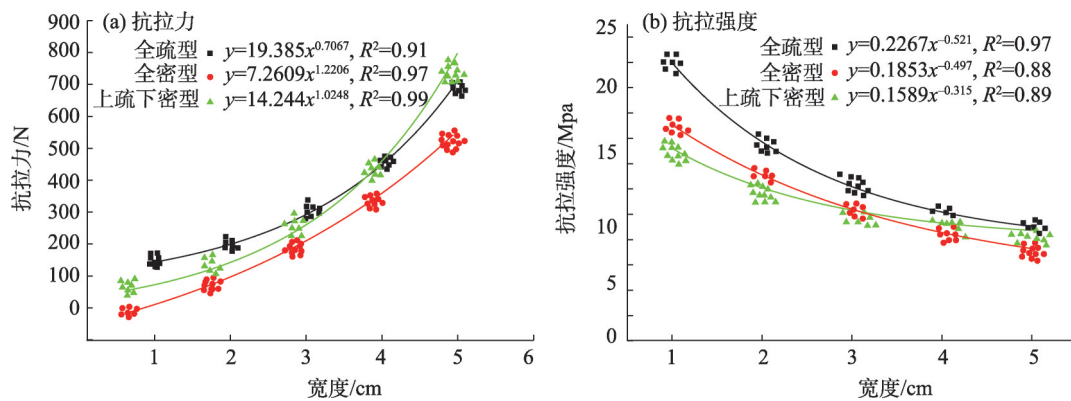 (a) 抗拉力
全疏型 y=19.385x^0.7067, R²=0.91
全密型 y=7.2609x^1.2206, R²=0.97
上疏下密型 y=14.244x^1.0248, R²=0.99
900
800
700
600
500
400
300
200
100
0
抗拉力/N
1 2 3 4 5 6
宽度/cm
(b) 抗拉强度
全疏型 y=0.2267x^−0.521, R²=0.97
全密型 y=0.1853x^−0.497, R²=0.88
上疏下密型 y=0.1589x^−0.315, R²=0.89
20
20
15
15
10
10
5
0
抗拉强度/Mpa
1 2 3 4 5
宽度/cm